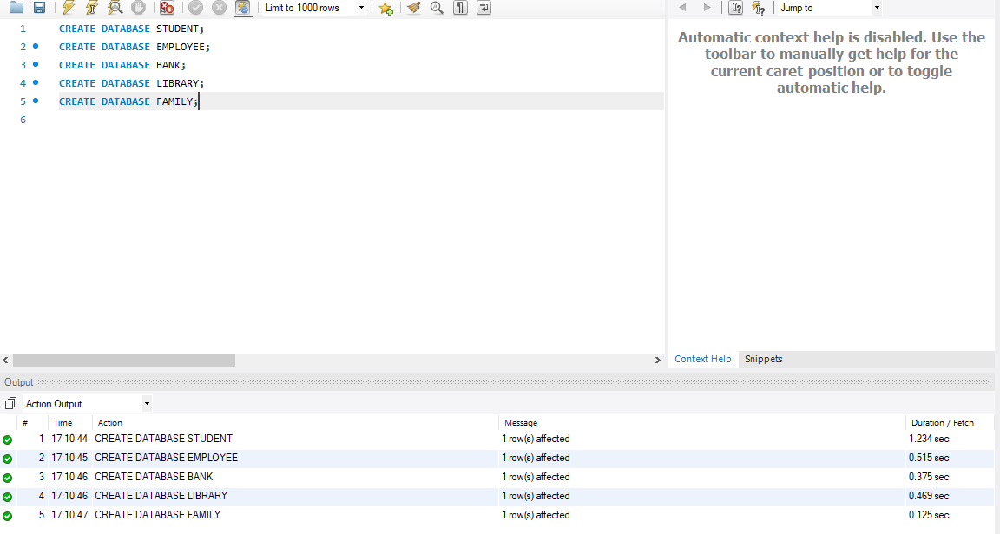 Limit to 1000 rows
Jump to
1 CREATE DATABASE STUDENT;
2 CREATE DATABASE EMPLOYEE;
3 CREATE DATABASE BANK;
4 CREATE DATABASE LIBRARY;
5 CREATE DATABASE FAMILY;
6
Automatic context help is disabled. Use the
toolbar to manually get help for the
current caret position or to toggle
automatic help.
Context Help Snippets
Output
Action Output
# Time Action Message Duration / Fetch
1 17:10:44 CREATE DATABASE STUDENT 1 row(s) affected 1.234 sec
2 17:10:45 CREATE DATABASE EMPLOYEE 1 row(s) affected 0.515 sec
3 17:10:46 CREATE DATABASE BANK 1 row(s) affected 0.375 sec
4 17:10:46 CREATE DATABASE LIBRARY 1 row(s) affected 0.469 sec
5 17:10:47 CREATE DATABASE FAMILY 1 row(s) affected 0.125 sec